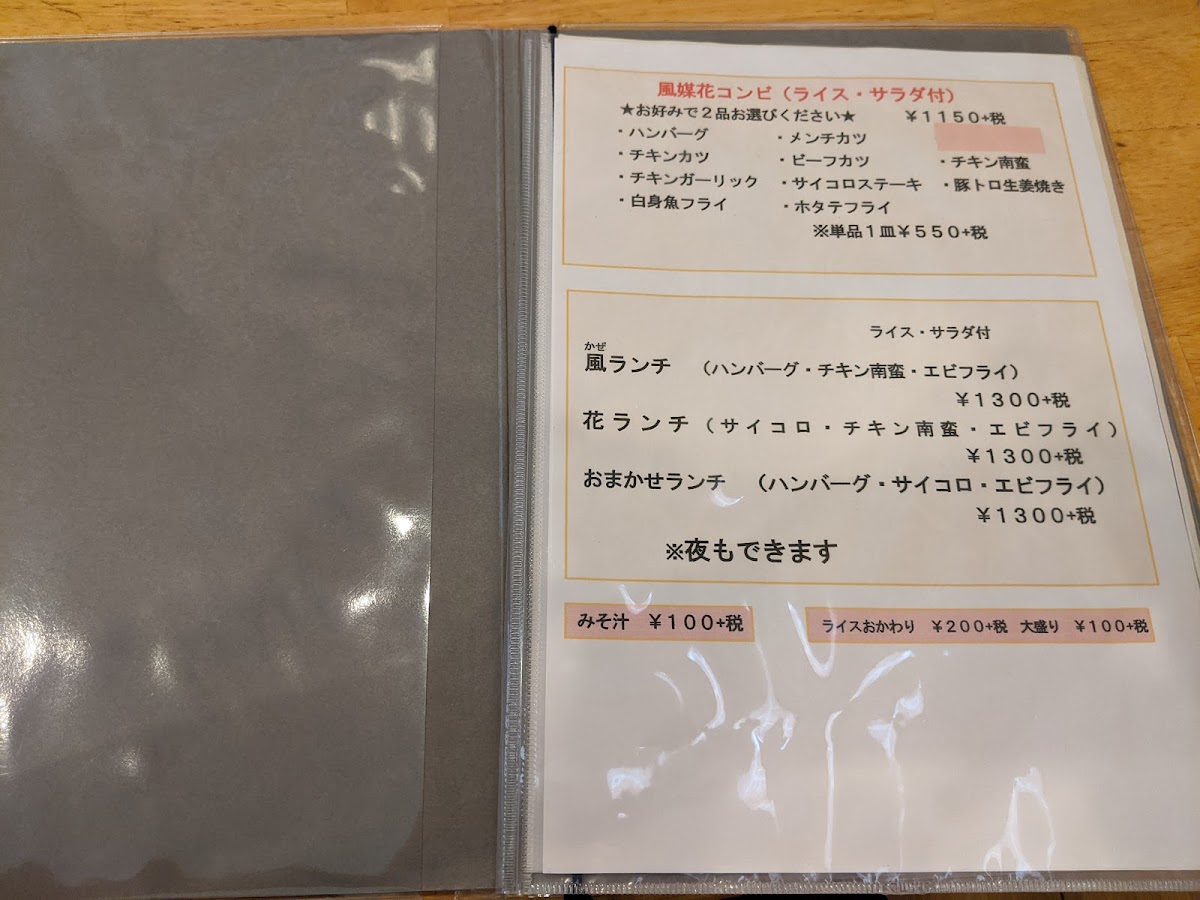 風媒花コンビ（ライス・サラダ付）
★お好みで２品お選びください★　￥１１５０+税
・ハンバーグ　・メンチカツ
・チキンカツ　・ビーフカツ　・チキン南蛮
・チキンガーリック　・サイコロステーキ　・豚トロ生姜焼き
・白身魚フライ　・ホタテフライ
※単品１皿￥５５０+税
ライス・サラダ付
かぜ
風ランチ　（ハンバーグ・チキン南蛮・エビフライ）
￥１３００+税
花ランチ（サイコロ・チキン南蛮・エビフライ）
￥１３００+税
おまかせランチ　（ハンバーグ・サイコロ・エビフライ）
￥１３００+税
※夜もできます
みそ汁　￥１００+税
ライスおかわり　￥２００+税　大盛り　￥１００+税